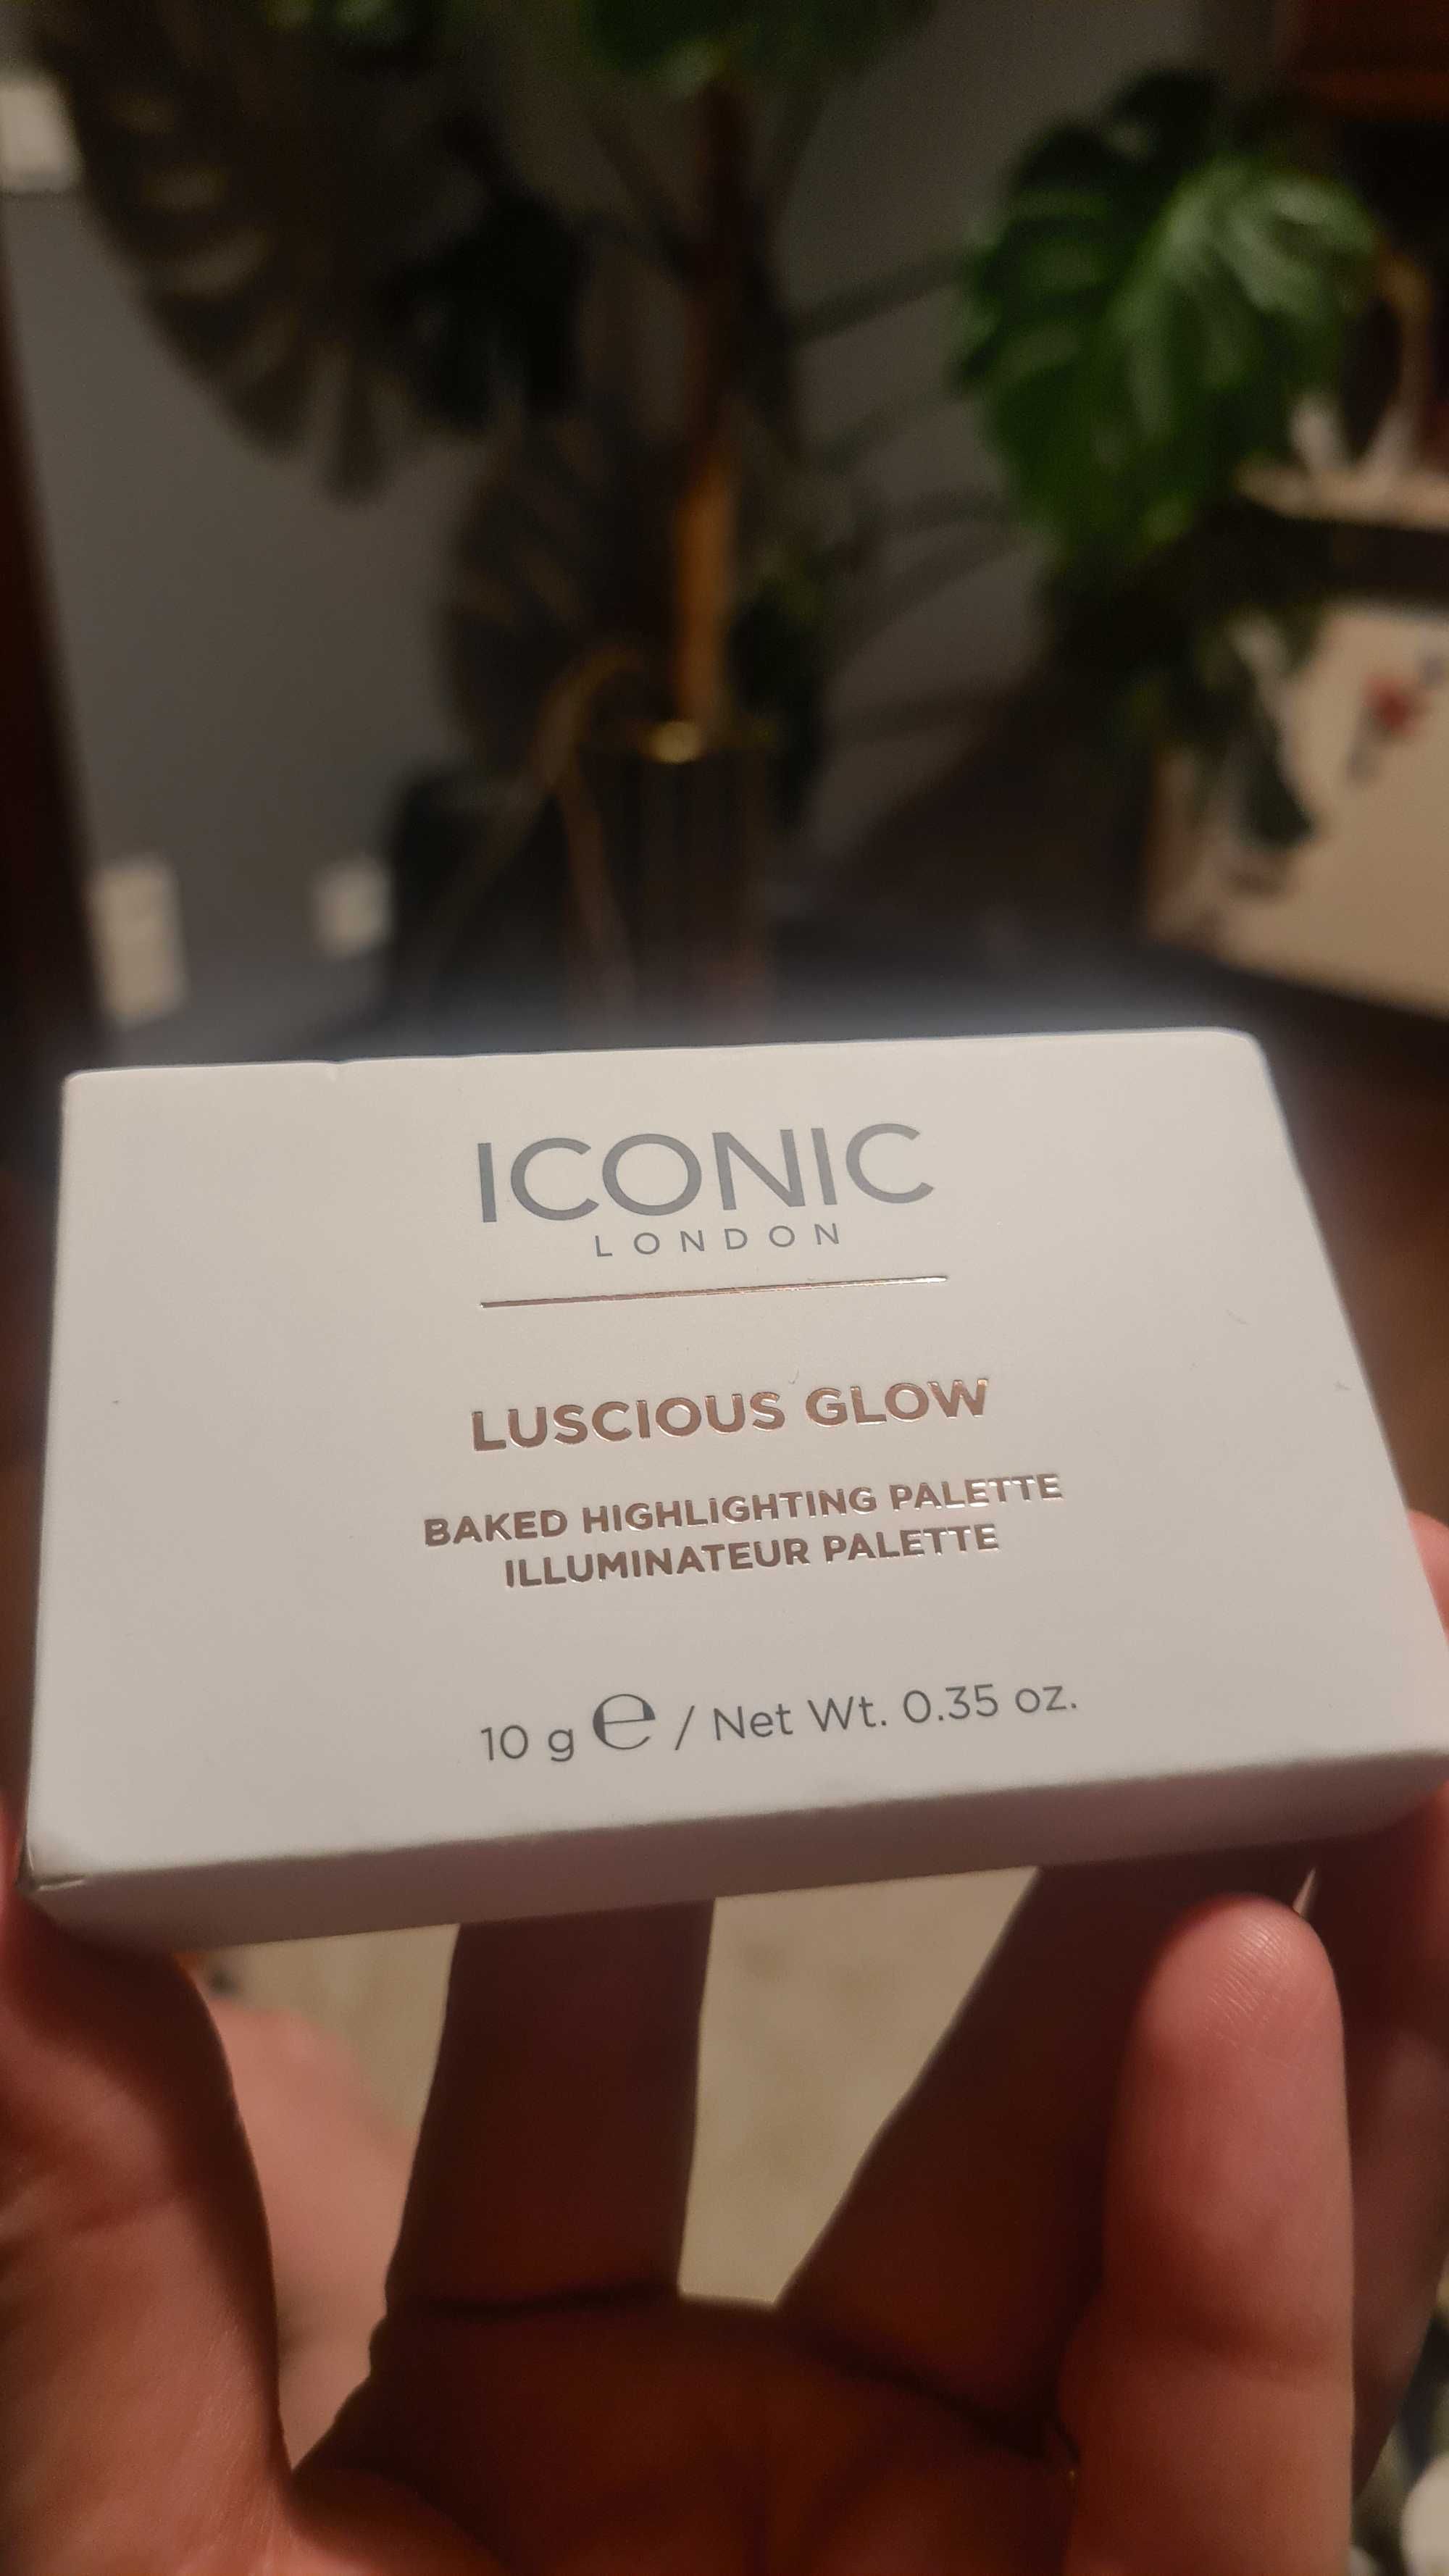 ICONIC
LONDON
LUSCIOUS GLOW
BAKED HIGHLIGHTING PALETTE
ILLUMINATEUR PALETTE
10 g ℮ / Net Wt. 0.35 oz.